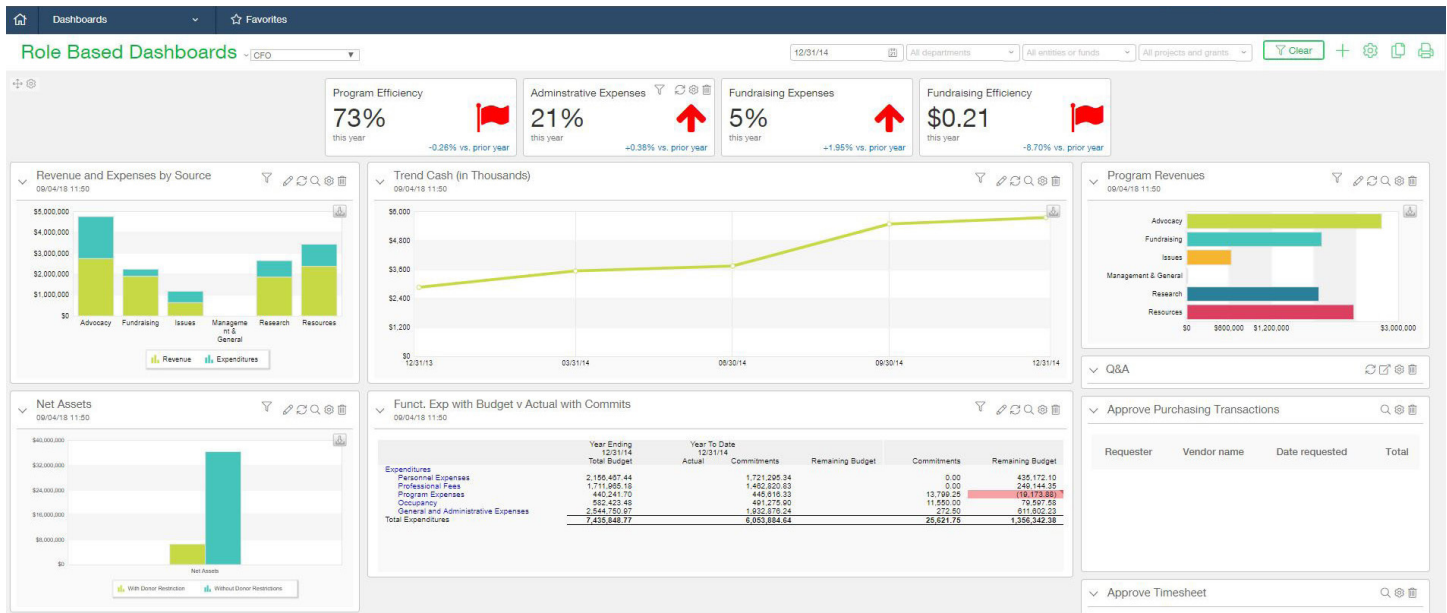 Dashboards
Favorites
Role Based Dashboards - CFO
12/31/14
All departments
All entities or funds
All projects and grants
Clear
Program Efficiency
73%
this year
-0.26% vs. prior year
Adminstrative Expenses
21%
this year
+0.38% vs. prior year
Fundraising Expenses
5%
this year
+1.95% vs. prior year
Fundraising Efficiency
$0.21
this year
-8.70% vs. prior year
Revenue and Expenses by Source
09/04/18 11:50
$5,000,000
$4,000,000
$3,000,000
$2,000,000
$1,000,000
$0
Advocacy Fundraising Issues Manageme Research Resources
nt &
General
Revenue Expenditures
Trend Cash (in Thousands)
09/04/18 11:50
$6,000
$4,800
$3,600
$2,400
$1,200
$0
12/31/13 03/31/14 06/30/14 09/30/14 12/31/14
Program Revenues
09/04/18 11:50
Advocacy
Fundraising
Issues
Management & General
Research
Resources
$0 $600,000 $1,200,000 $3,000,000
Q&A
Net Assets
09/04/18 11:50
$40,000,000
$32,000,000
$24,000,000
$16,000,000
$8,000,000
$0
Net Assets
With Donor Restriction Without Donor Restrictions
Funct. Exp with Budget v Actual with Commits
09/04/18 11:50
Year Ending Year To Date
12/31/14 12/31/14
Total Budget Actual Commitments Remaining Budget Commitments Remaining Budget
Expenditures
Personnel Expenses 2,156,467.44 1,721,295.34 0.00 435,172.10
Professional Fees 1,711,965.18 1,462,820.83 0.00 249,144.35
Program Expenses 440,241.70 445,616.33 13,799.25 (19,173.88)
Occupancy 582,423.48 491,275.90 11,550.00 79,597.58
General and Administrative Expenses 2,544,750.97 1,932,876.24 272.50 611,602.23
Total Expenditures 7,435,848.77 6,053,884.64 25,621.75 1,356,342.38
Approve Purchasing Transactions
Requester Vendor name Date requested Total
Approve Timesheet